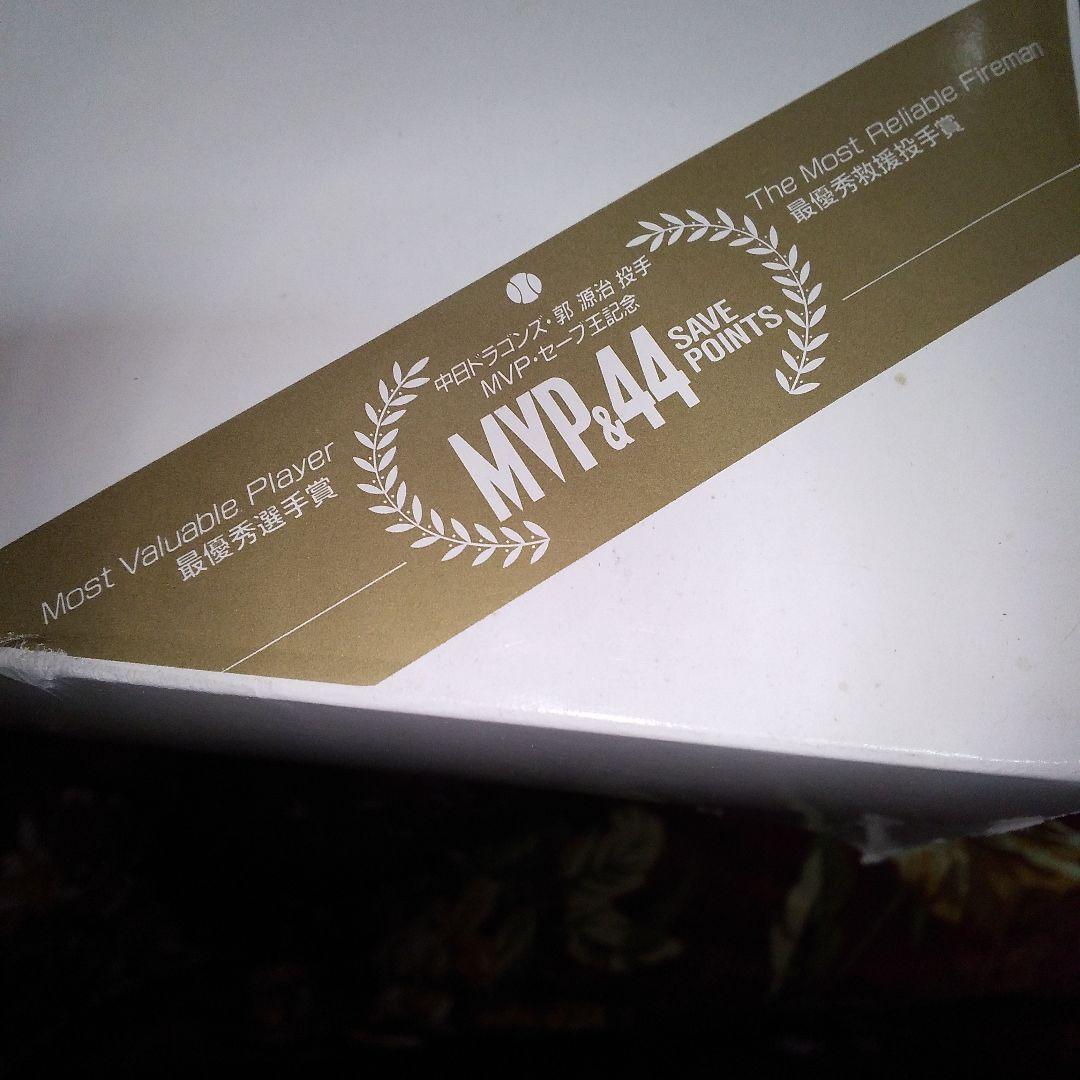 Most Valuable Player
最優秀選手賞
中日ドラゴンズ・郭 源治 投手
MVP・セーブ王記念
MVP&44 SAVE POINTS
The Most Reliable Fireman
最優秀救援投手賞